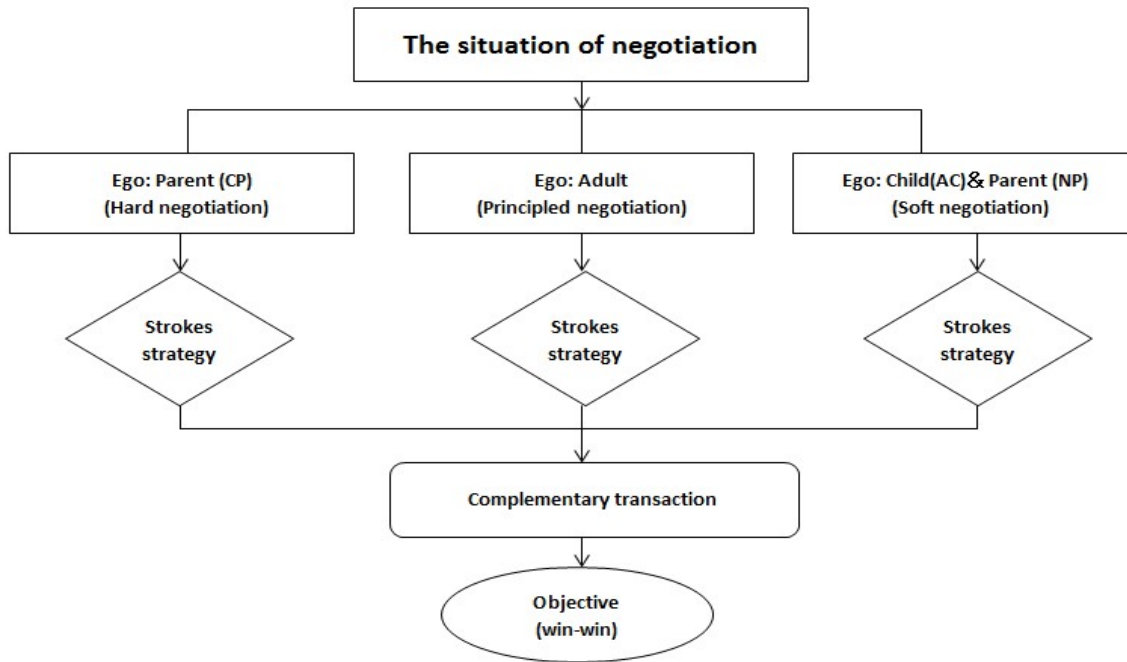 The situation of negotiation
Ego: Parent (CP)
(Hard negotiation)
Ego: Adult
(Principled negotiation)
Ego: Child(AC)& Parent (NP)
(Soft negotiation)
Strokes
strategy
Strokes
strategy
Strokes
strategy
Complementary transaction
Objective
(win-win)